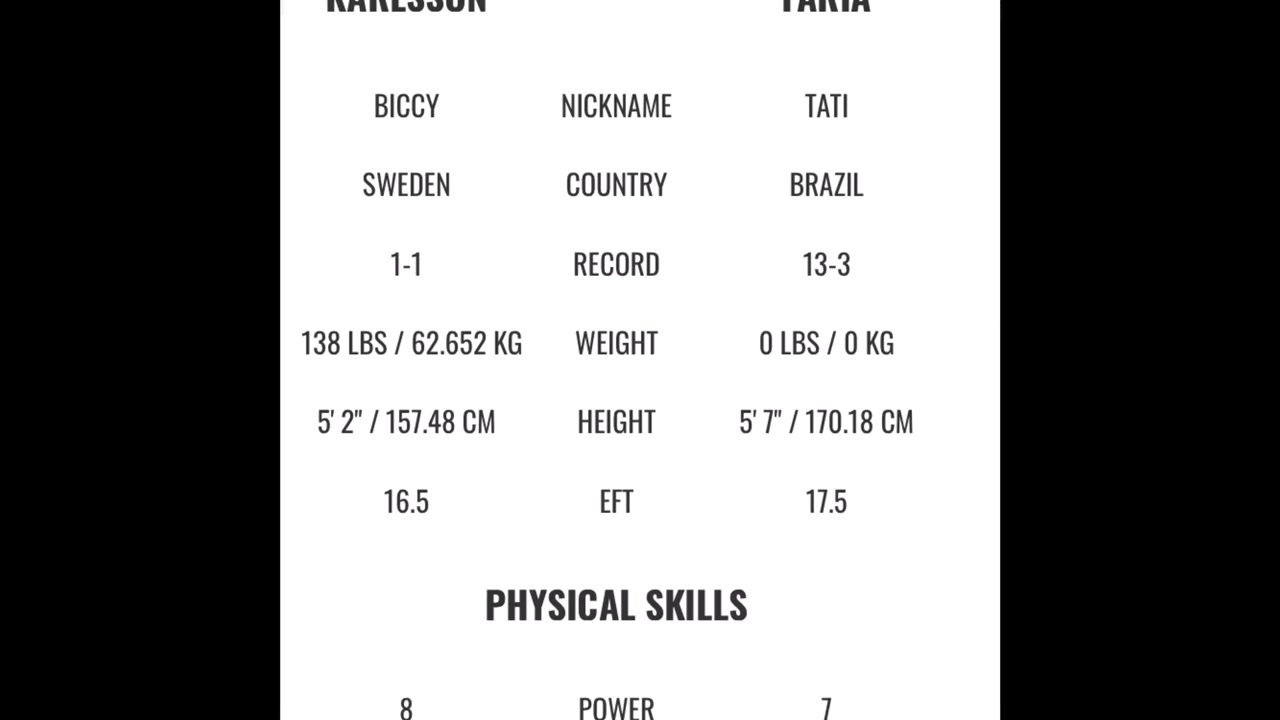 KARLSSON FARIA
BICCY NICKNAME TATI
SWEDEN COUNTRY BRAZIL
1-1 RECORD 13-3
138 LBS / 62.652 KG WEIGHT 0 LBS / 0 KG
5' 2" / 157.48 CM HEIGHT 5' 7" / 170.18 CM
16.5 EFT 17.5
PHYSICAL SKILLS
8 POWER 7